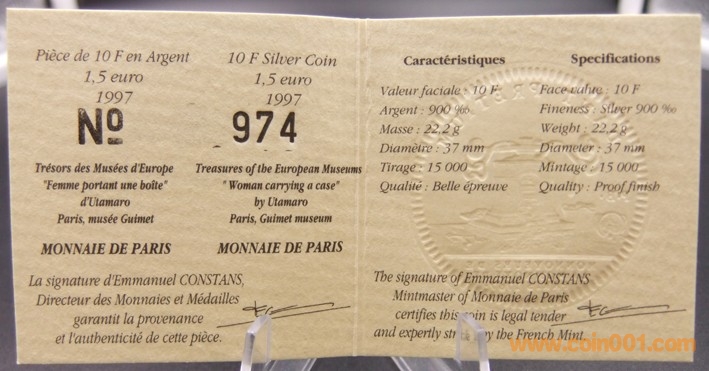 Pièce de 10 F en Argent
1,5 euro
1997
Nº
Trésors des Musées d'Europe
"Femme portant une boîte"
d'Utamaro
Paris, musée Guimet
MONNAIE DE PARIS
La signature d'Emmanuel CONSTANS,
Directeur des Monnaies et Médailles
garantit la provenance
et l'authenticité de cette pièce.
10 F Silver Coin
1,5 euro
1997
974
Treasures of the European Museums
" Woman carrying a case"
by Utamaro
Paris, Guimet museum
MONNAIE DE PARIS
Caractéristiques
Valeur faciale : 10 F
Argent : 900 ‰
Masse : 22,2 g
Diamètre : 37 mm
Tirage : 15 000
Qualité : Belle épreuve
Specifications
Face value : 10 F
Fineness : Silver 900 ‰
Weight : 22,2 g
Diameter : 37 mm
Mintage : 15 000
Quality : Proof finish
The signature of Emmanuel CONSTANS,
Mintmaster of Monnaie de Paris
certifies this coin is legal tender
and expertly by the French Mint.
www.coin001.com